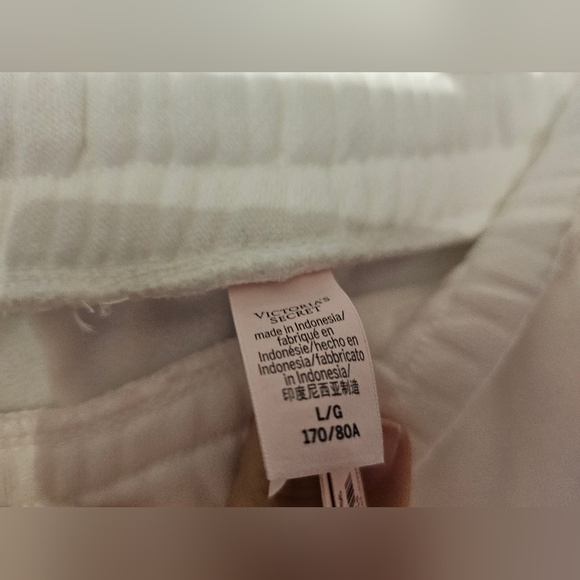 VICTORIA'S
SECRET
made in Indonesia/
fabriqué en
Indonésie/hecho en
Indonesia/fabbricato
in Indonesia/
印度尼西亚制造
L/G
170/80A